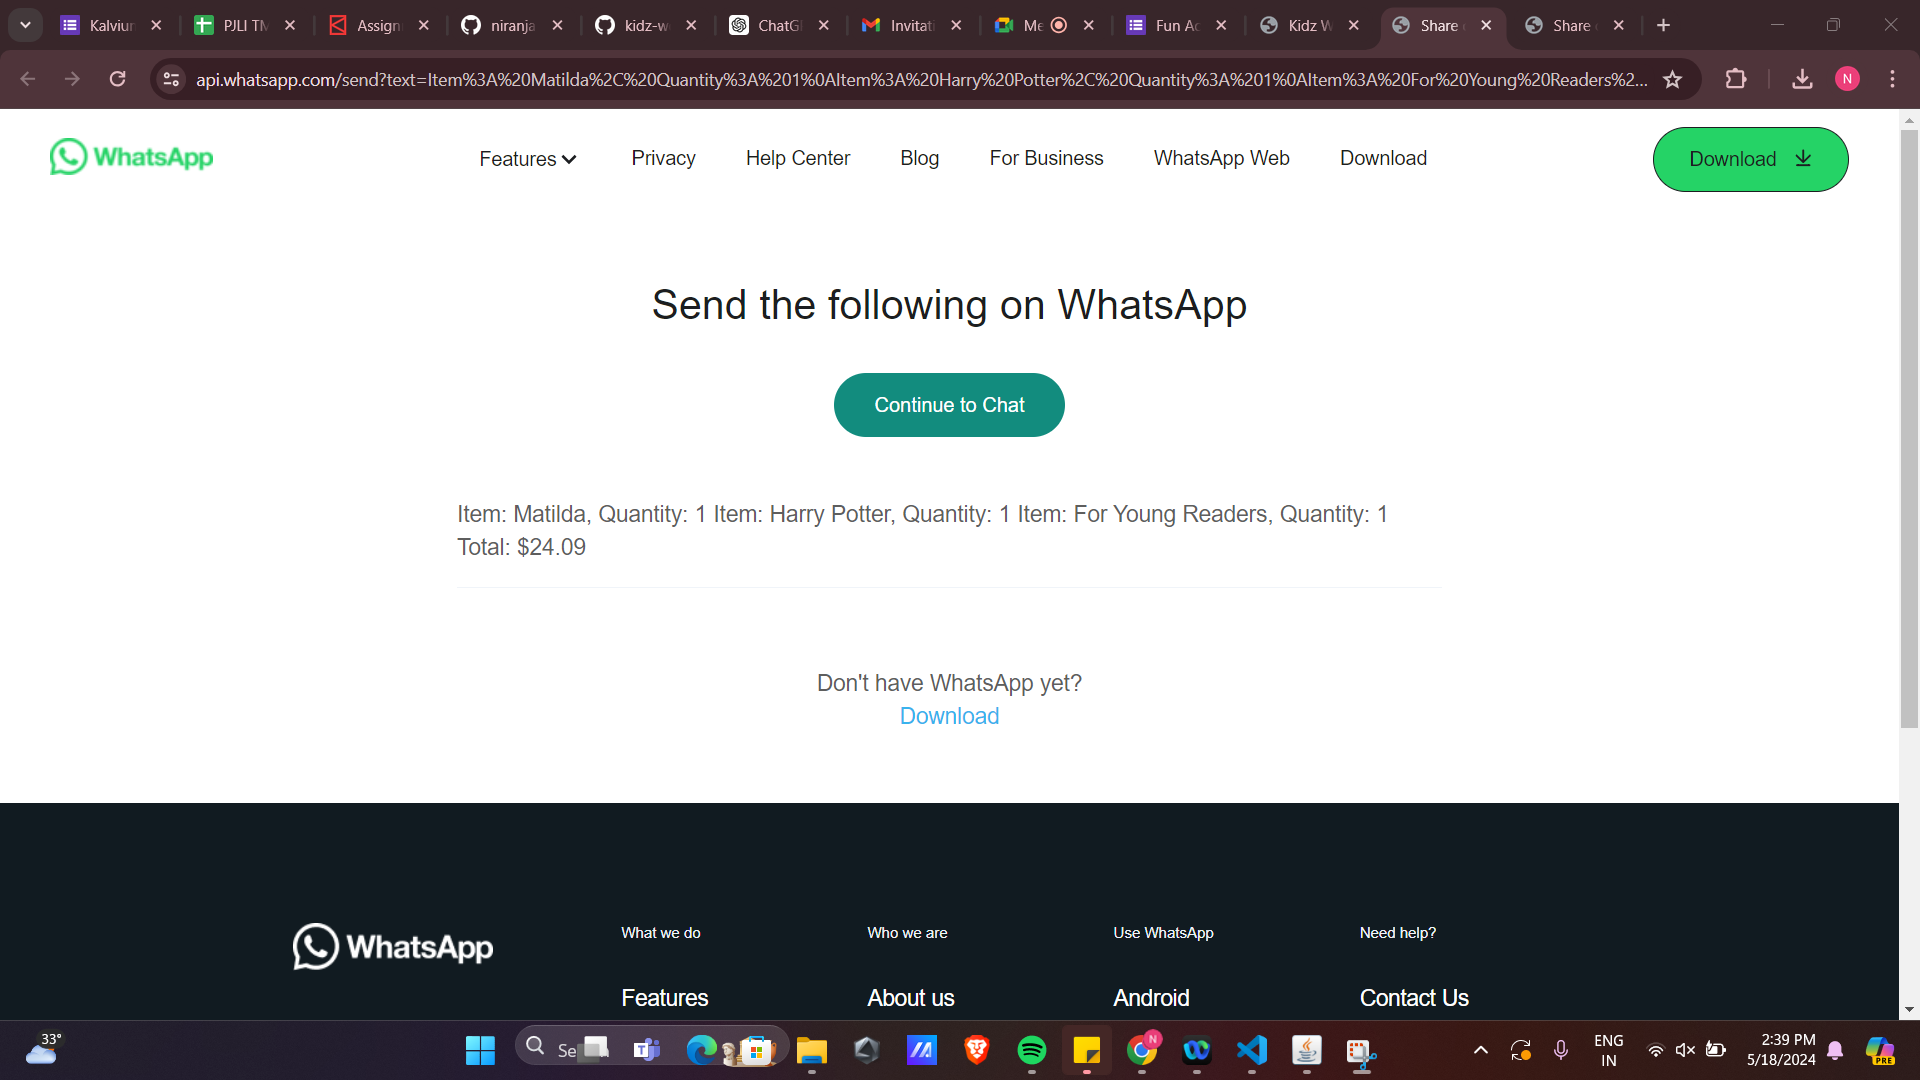 Kalviun
PJLI TM
Assign
niranja
kidz-w
ChatG
Invitati
Me
Fun Ac
Kidz W
Share
Share
api.whatsapp.com/send?text=Item%3A%20Matilda%2C%20Quantity%3A%201%0AItem%3A%20Harry%20Potter%2C%20Quantity%3A%201%0AItem%3A%20For%20Young%20Readers%2...
N
WhatsApp
Features
Privacy
Help Center
Blog
For Business
WhatsApp Web
Download
Download
Send the following on WhatsApp
Continue to Chat
Item: Matilda, Quantity: 1 Item: Harry Potter, Quantity: 1 Item: For Young Readers, Quantity: 1
Total: $24.09
Don't have WhatsApp yet?
Download
WhatsApp
What we do
Who we are
Use WhatsApp
Need help?
Features
About us
Android
Contact Us
33°
Se
N
ENG
IN
2:39 PM
5/18/2024
PRE